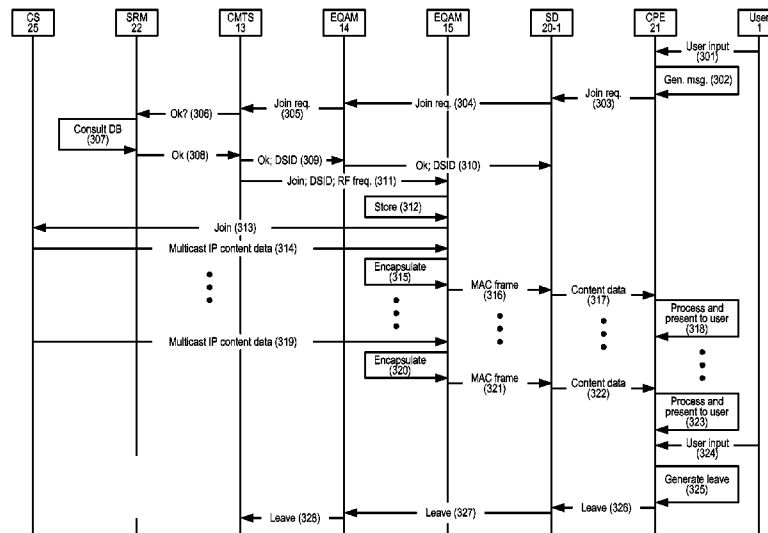 CS
25
SRM
22
CMTS
13
EQAM
14
EQAM
15
SD
20-1
CPE
21
User
1
User input
(301)
Gen. msg. (302)
Join req.
(303)
Join req. (304)
Join req.
(305)
Ok? (306)
Consult DB
(307)
Ok (308)
Ok; DSID (309)
Ok; DSID (310)
Join; DSID; RF freq. (311)
Store (312)
Join (313)
Multicast IP content data (314)
Encapsulate
(315)
MAC frame
(316)
Content data
(317)
Process and
present to user
(318)
Multicast IP content data (319)
Encapsulate
(320)
MAC frame
(321)
Content data
(322)
Process and
present to user
(323)
User input
(324)
Generate leave
(325)
Leave (326)
Leave (327)
Leave (328)